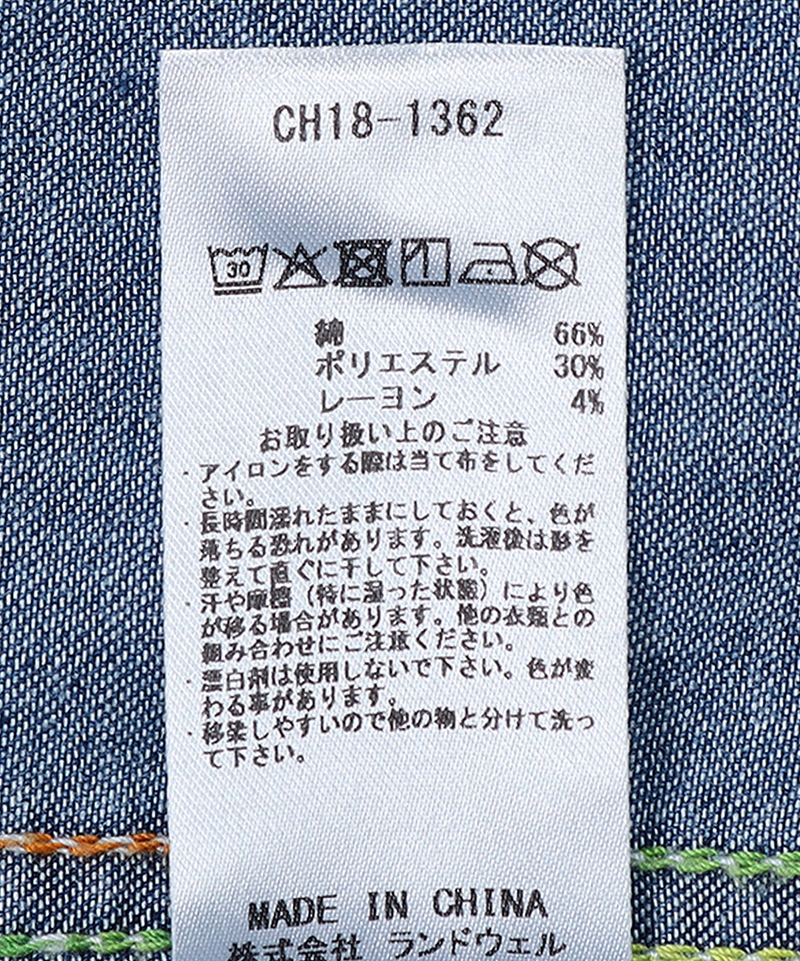 CH18-1362
30
綿 66%
ポリエステル 30%
レーヨン 4%
お取り扱い上のご注意
・アイロンをする際は当て布をしてくだ
さい。
・長時間濡れたままにしておくと、色が
落ちる恐れがあります。洗濯後は形を
整えて直ぐに干して下さい。
・汗や摩擦（特に湿った状態）により色
が移る場合があります。他の衣類との
組み合わせにご注意ください。
・漂白剤は使用しないで下さい。色が変
わる事があります。
・移染しやすいので他の物と分けて洗っ
て下さい。
MADE IN CHINA
株式会社 ランドウェル